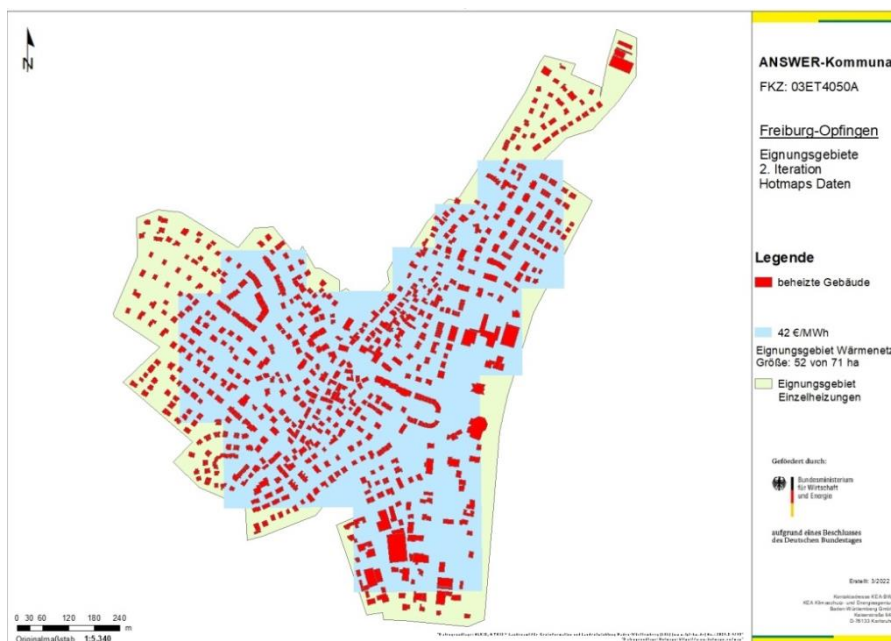 N
ANSWER-Kommunal
FKZ: 03ET4050A
Freiburg-Opfingen
Eignungsgebiete
2. Iteration
Hotmaps Daten
Legende
beheizte Gebäude
42 €/MWh
Eignungsgebiet Wärmenetz
Größe: 52 von 71 ha
Eignungsgebiet
Einzelheizungen
Gefördert durch:
Bundesministerium
für Wirtschaft
und Energie
aufgrund eines Beschlusses
des Deutschen Bundestages
Erstellt: 3/2022
0 30 60 120 180 240
m
Originalmaßstab 1:5.340